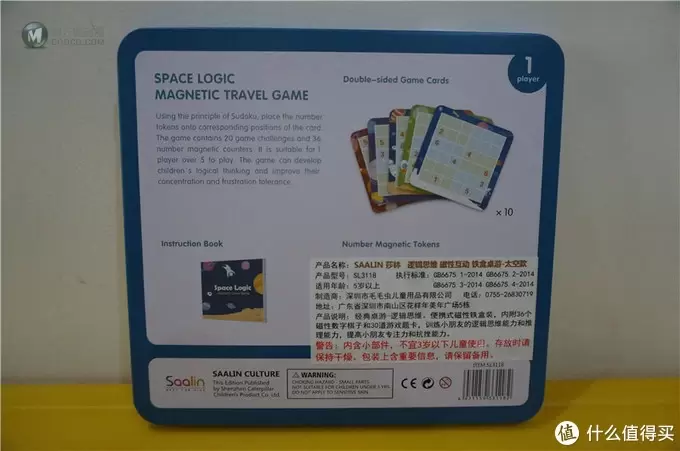 1
player
SPACE LOGIC
MAGNETIC TRAVEL GAME
Using the principle of Sudoku, place the number
tokens onto corresponding positions of the card.
The game contains 20 game challenges and 36
number magnetic counters. It is suitable for 1
player over 5 to play. The game can develop
children's logical thinking and improve their
concentration and frustration tolerance.
Double-sided Game Cards
× 10
Instruction Book
Space Logic
Number Magnetic Tokens
产品名称: SAALIN 莎林 逻辑思维 磁性互动 铁盒桌游-太空款
产品型号: SL3118 执行标准: GB6675 1-2014 GB6675 2-2014
适用年龄: 5岁以上 GB6675 3-2014 GB6675 4-2014
制造商: 深圳市毛毛虫儿童用品有限公司 电话: 0755-26830719
地址: 广东省深圳市南山区花样年美年广场5栋
产品说明: 经典桌游-逻辑思维, 便携式磁性铁盒装, 内附36个
磁性数字棋子和30道游戏题卡, 训练小朋友的逻辑思维能力和推
理能力, 提高小朋友专注力和抗挫能力。
警告: 内含小部件, 不宜3岁以下儿童使用。存放时请
保持干燥。包装上含重要信息, 请保留备用。
ITEM:SL3118
Saalin
SAALIN CULTURE
This Edition Published
by Shenzhen Caterpillar
Children's Product Co. Ltd.
WARNING:
CHOKING HAZARD - SMALL PARTS
NOT SUITABLE FOR CHILDREN UNDER 3 YRS.
DO NOT APPLY TO SENSITIVE SKIN.
CE
0-3
值 什么值得买